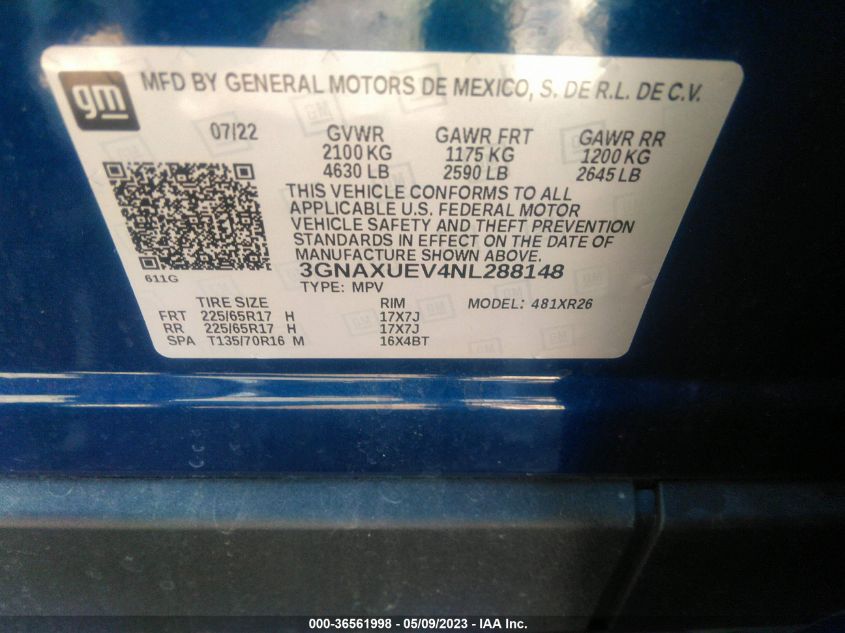 gm
MFD BY GENERAL MOTORS DE MEXICO, S. DE R.L. DE C.V.
07/22 GVWR GAWR FRT GAWR RR
2100 KG 1175 KG 1200 KG
4630 LB 2590 LB 2645 LB
THIS VEHICLE CONFORMS TO ALL
APPLICABLE U.S. FEDERAL MOTOR
VEHICLE SAFETY AND THEFT PREVENTION
STANDARDS IN EFFECT ON THE DATE OF
MANUFACTURE SHOWN ABOVE.
611G 3GNAXUEV4NL288148
TYPE: MPV
TIRE SIZE RIM MODEL: 481XR26
FRT 225/65R17 H 17X7J
RR 225/65R17 H 17X7J
SPA T135/70R16 M 16X4BT
000-36561998 - 05/09/2023 - IAA Inc.